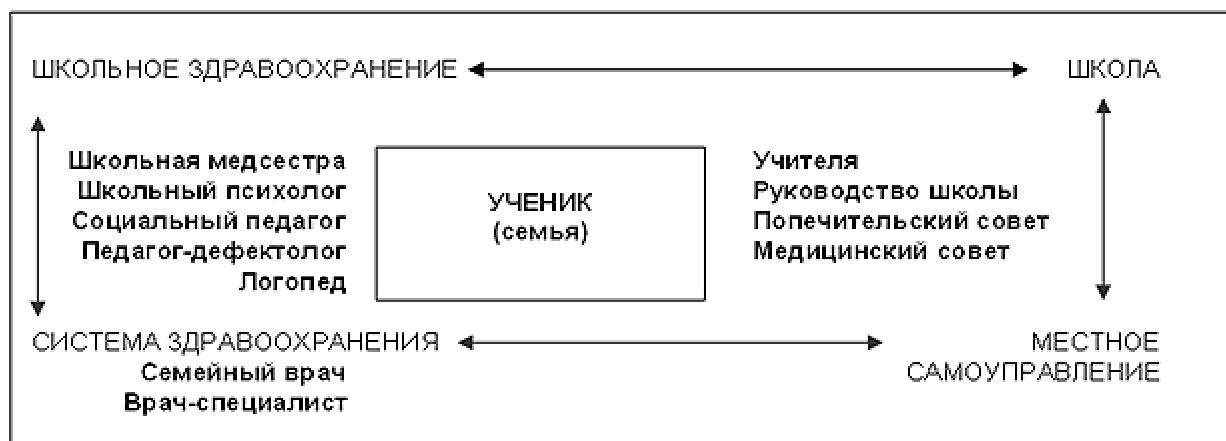 ШКОЛЬНОЕ ЗДРАВООХРАНЕНИЕ
ШКОЛА
Школьная медсестра
Школьный психолог
Социальный педагог
Педагог-дефектолог
Логопед
УЧЕНИК
(семья)
Учителя
Руководство школы
Попечительский совет
Медицинский совет
СИСТЕМА ЗДРАВООХРАНЕНИЯ
Семейный врач
Врач-специалист
МЕСТНОЕ
САМОУПРАВЛЕНИЕ